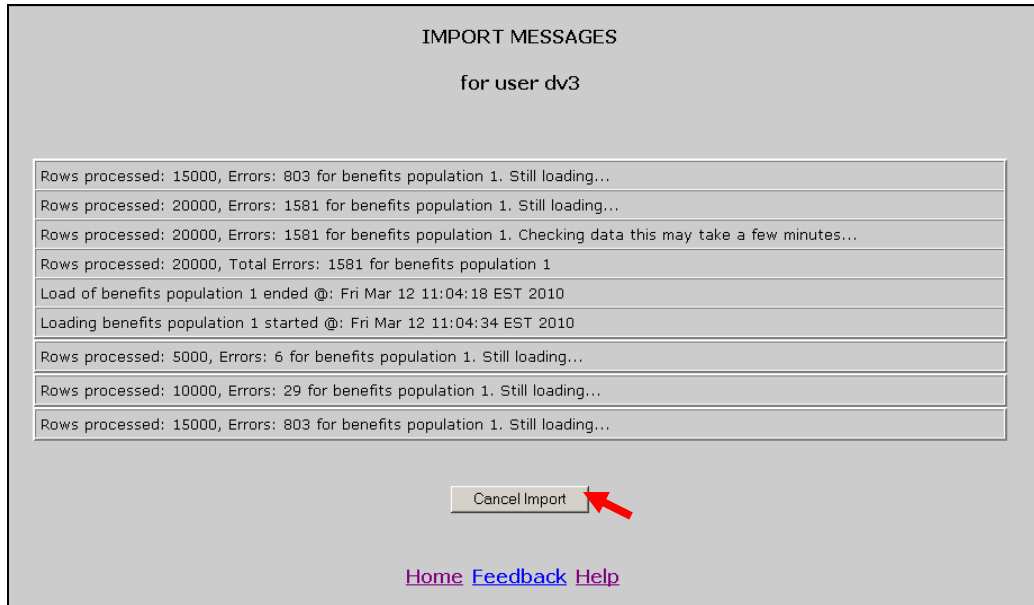 IMPORT MESSAGES
for user dv3
Rows processed: 15000, Errors: 803 for benefits population 1. Still loading...
Rows processed: 20000, Errors: 1581 for benefits population 1. Still loading...
Rows processed: 20000, Errors: 1581 for benefits population 1. Checking data this may take a few minutes...
Rows processed: 20000, Total Errors: 1581 for benefits population 1
Load of benefits population 1 ended @: Fri Mar 12 11:04:18 EST 2010
Loading benefits population 1 started @: Fri Mar 12 11:04:34 EST 2010
Rows processed: 5000, Errors: 6 for benefits population 1. Still loading...
Rows processed: 10000, Errors: 29 for benefits population 1. Still loading...
Rows processed: 15000, Errors: 803 for benefits population 1. Still loading...
Cancel Import
Home Feedback Help